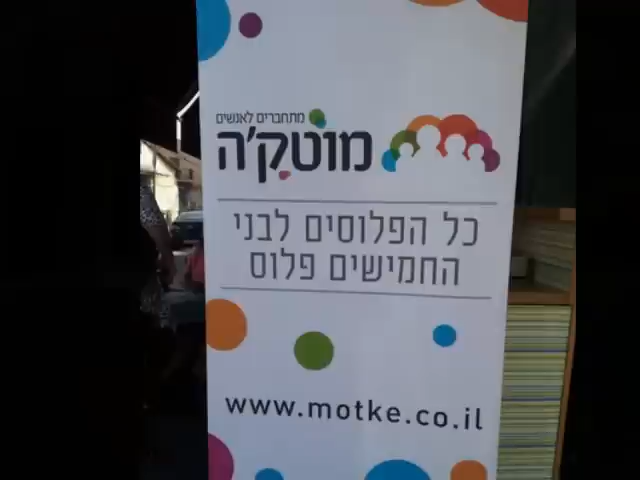 מתחברים לאנשים
מוטק'ה
כל הפלוסים לבני
החמישים פלוס
www.motke.co.il